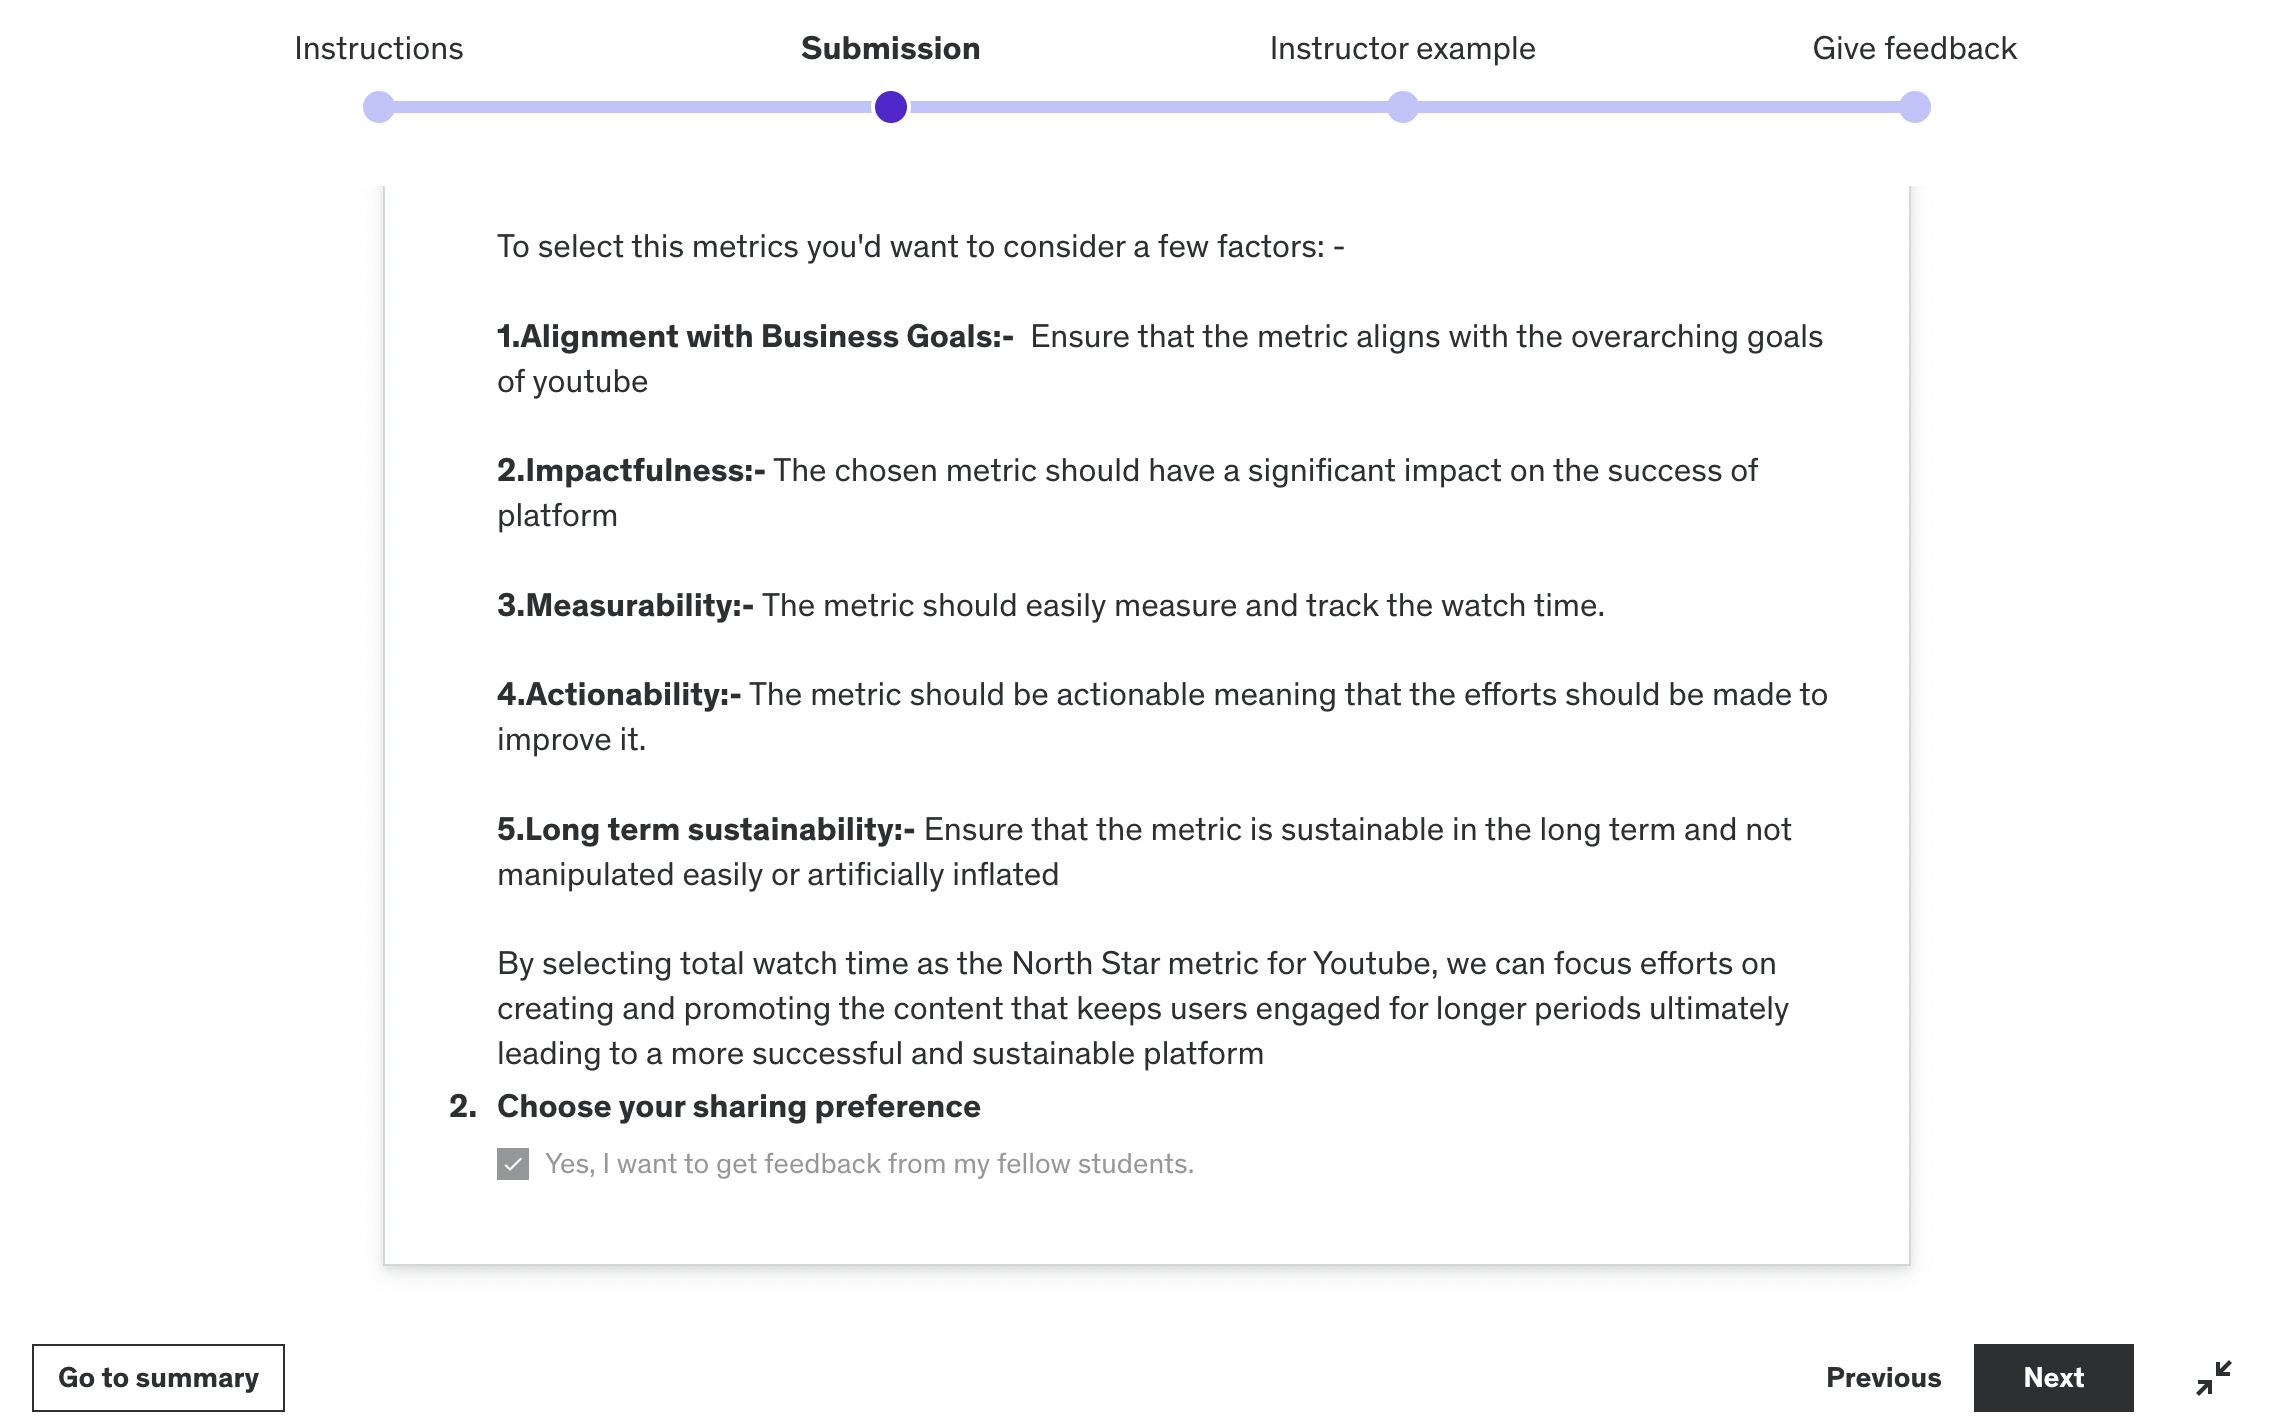 Instructions
Submission
Instructor example
Give feedback
To select this metrics you'd want to consider a few factors: -
1.Alignment with Business Goals:-  Ensure that the metric aligns with the overarching goals
of youtube
2.Impactfulness:- The chosen metric should have a significant impact on the success of
platform
3.Measurability:- The metric should easily measure and track the watch time.
4.Actionability:- The metric should be actionable meaning that the efforts should be made to
improve it.
5.Long term sustainability:- Ensure that the metric is sustainable in the long term and not
manipulated easily or artificially inflated
By selecting total watch time as the North Star metric for Youtube, we can focus efforts on
creating and promoting the content that keeps users engaged for longer periods ultimately
leading to a more successful and sustainable platform
2. Choose your sharing preference
Yes, I want to get feedback from my fellow students.
Go to summary
Previous
Next